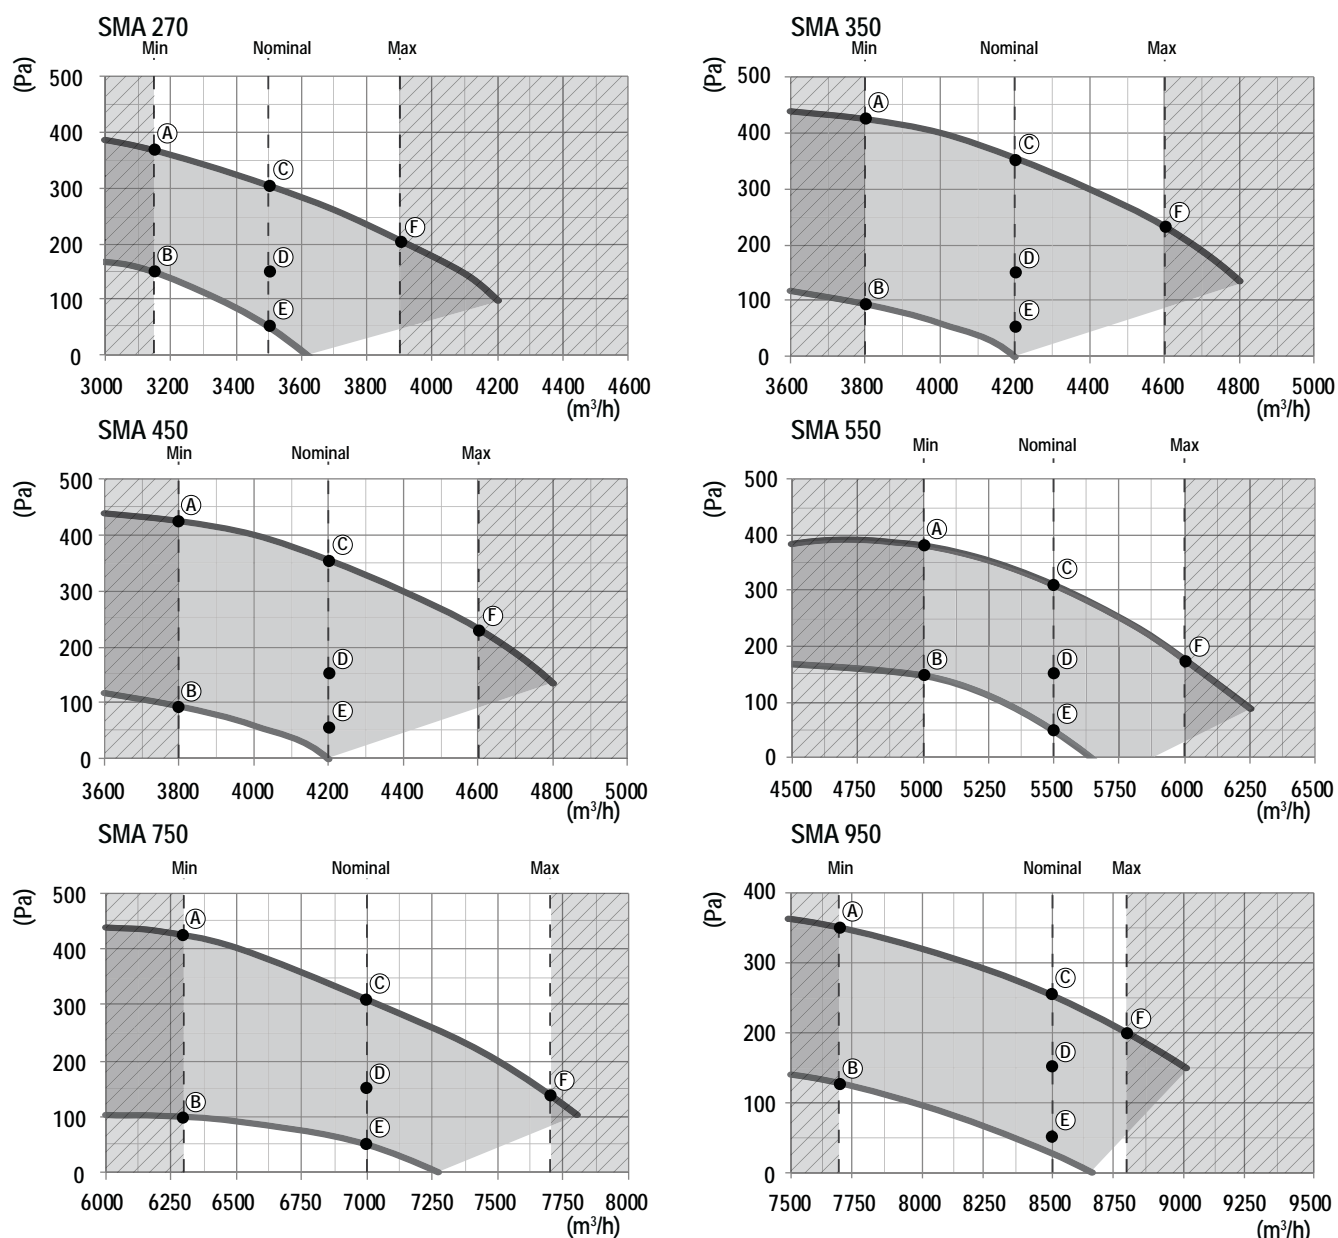 SMA 270
Min Nominal Max
(Pa)
500
400
300
200
100
0
A
B
C
D
E
F
3000 3200 3400 3600 3800 4000 4200 4400 4600
(m³/h)
SMA 350
Min Nominal Max
(Pa)
500
400
300
200
100
0
A
B
C
D
E
F
3600 3800 4000 4200 4400 4600 4800 5000
(m³/h)
SMA 450
Min Nominal Max
(Pa)
500
400
300
200
100
0
A
B
C
D
E
F
3600 3800 4000 4200 4400 4600 4800 5000
(m³/h)
SMA 550
Min Nominal Max
(Pa)
500
400
300
200
100
0
A
B
C
D
E
F
4500 4750 5000 5250 5500 5750 6000 6250 6500
(m³/h)
SMA 750
Min Nominal Max
(Pa)
500
400
300
200
100
0
A
B
C
D
E
F
6000 6250 6500 6750 7000 7250 7500 7750 8000
(m³/h)
SMA 950
Min Nominal Max
(Pa)
400
300
200
100
0
A
B
C
D
E
F
7500 7750 8000 8250 8500 8750 9000 9250 9500
(m³/h)